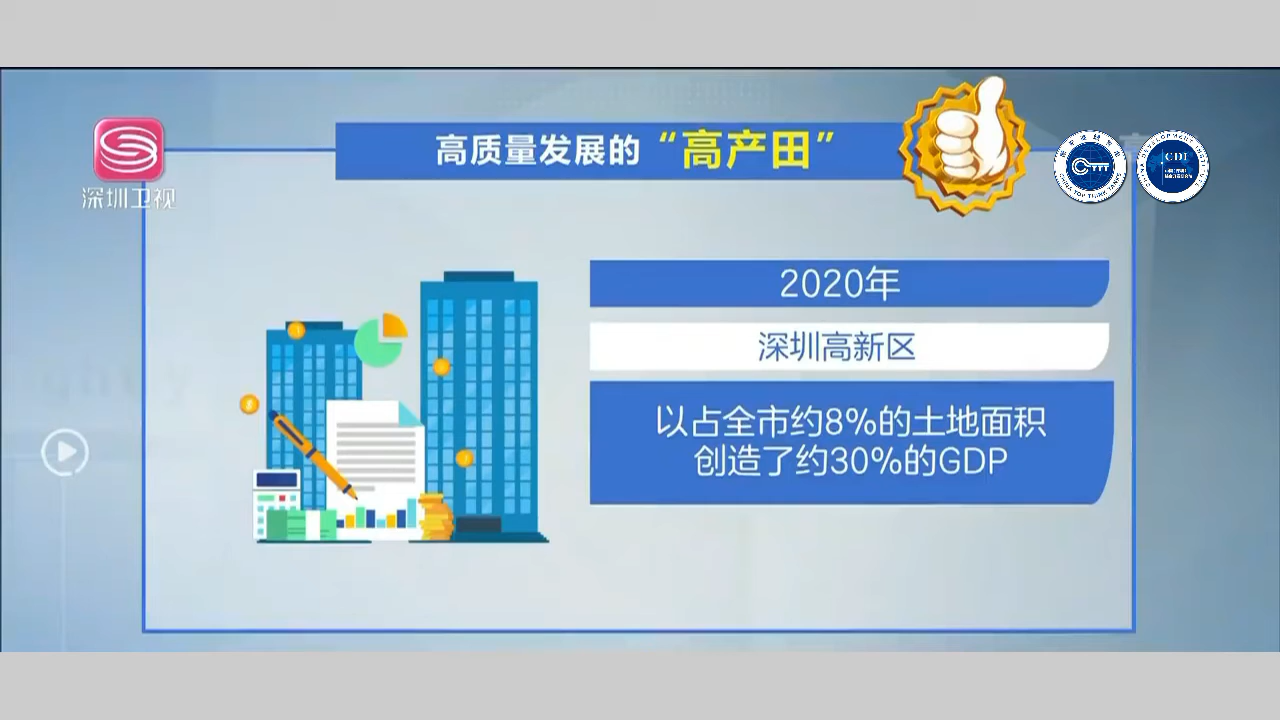 高质量发展的“高产田”
深圳卫视
CDI
2020年
深圳高新区
以占全市约8%的土地面积
创造了约30%的GDP